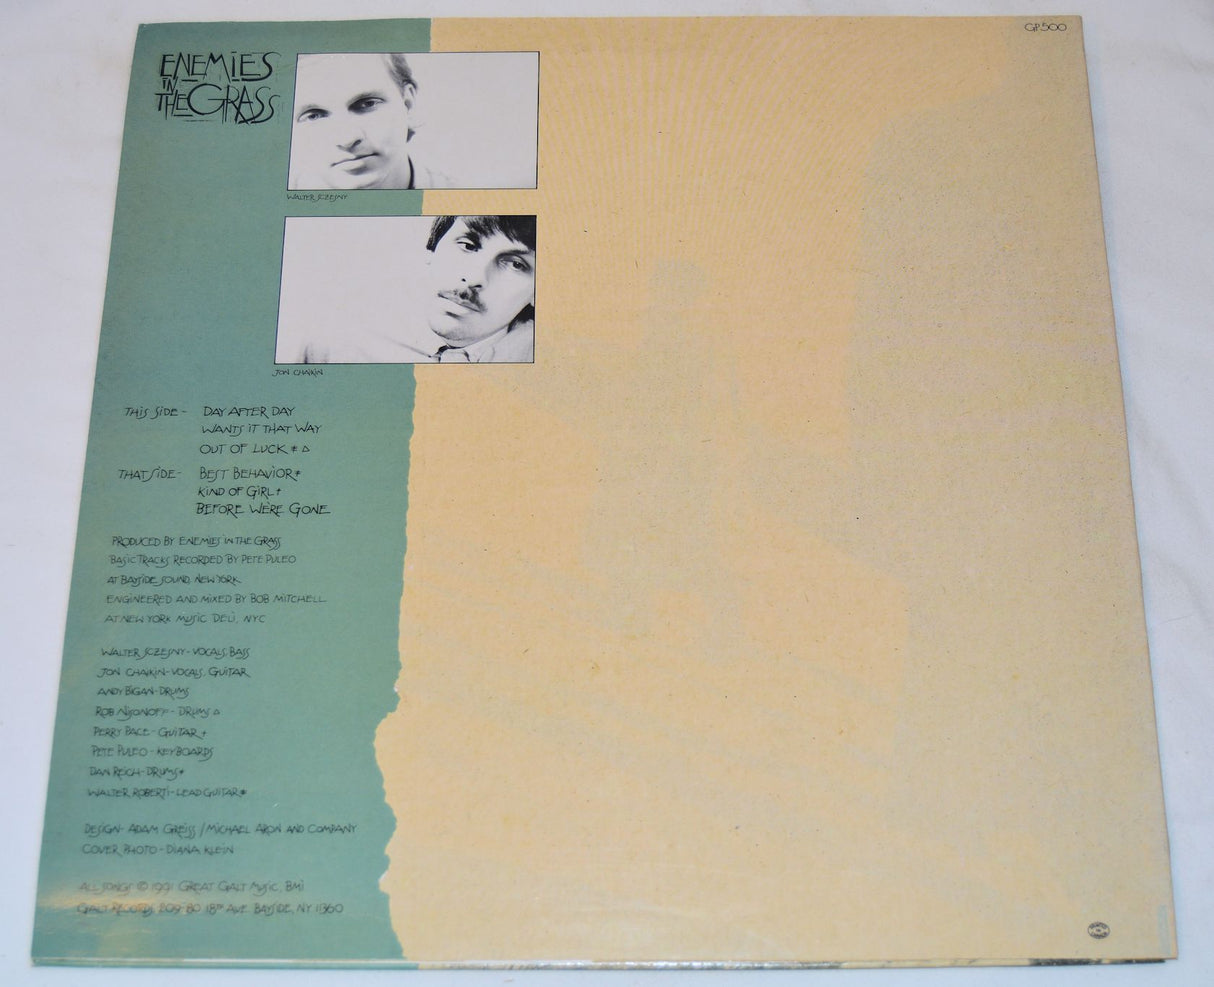 GP 500
ENEMIES
IN
THE GRASS
WALTER SCZESNY
JON CHAIKIN
THIS SIDE - DAY AFTER DAY
WANTS IT THAT WAY
OUT OF LUCK * Δ
THAT SIDE - BEST BEHAVIOR+
KIND OF GIRL +
BEFORE WE'RE GONE
PRODUCED BY ENEMIES IN THE GRASS
BASIC TRACKS RECORDED BY PETE PULEO
AT BAYSIDE SOUND, NEW YORK
ENGINEERED AND MIXED BY BOB MITCHELL
AT NEW YORK MUSIC DELI, NYC
WALTER SCZESNY - VOCALS, BASS
JON CHAIKIN - VOCALS, GUITAR
ANDY BIGAN - DRUMS
ROB NISONOFF - DRUMS Δ
PERRY PACE - GUITAR +
PETE PULEO - KEYBOARDS
DAN REICH - DRUMS+
WALTER ROBERTI - LEAD GUITAR*
DESIGN - ADAM GREISS / MICHAEL ARON AND COMPANY
COVER PHOTO - DIANA KLEIN
ALL SONGS © 1991 GREAT GALT MUSIC, BMI
GALT RECORDS 209-80 18TH AVE. BAYSIDE, NY 11360